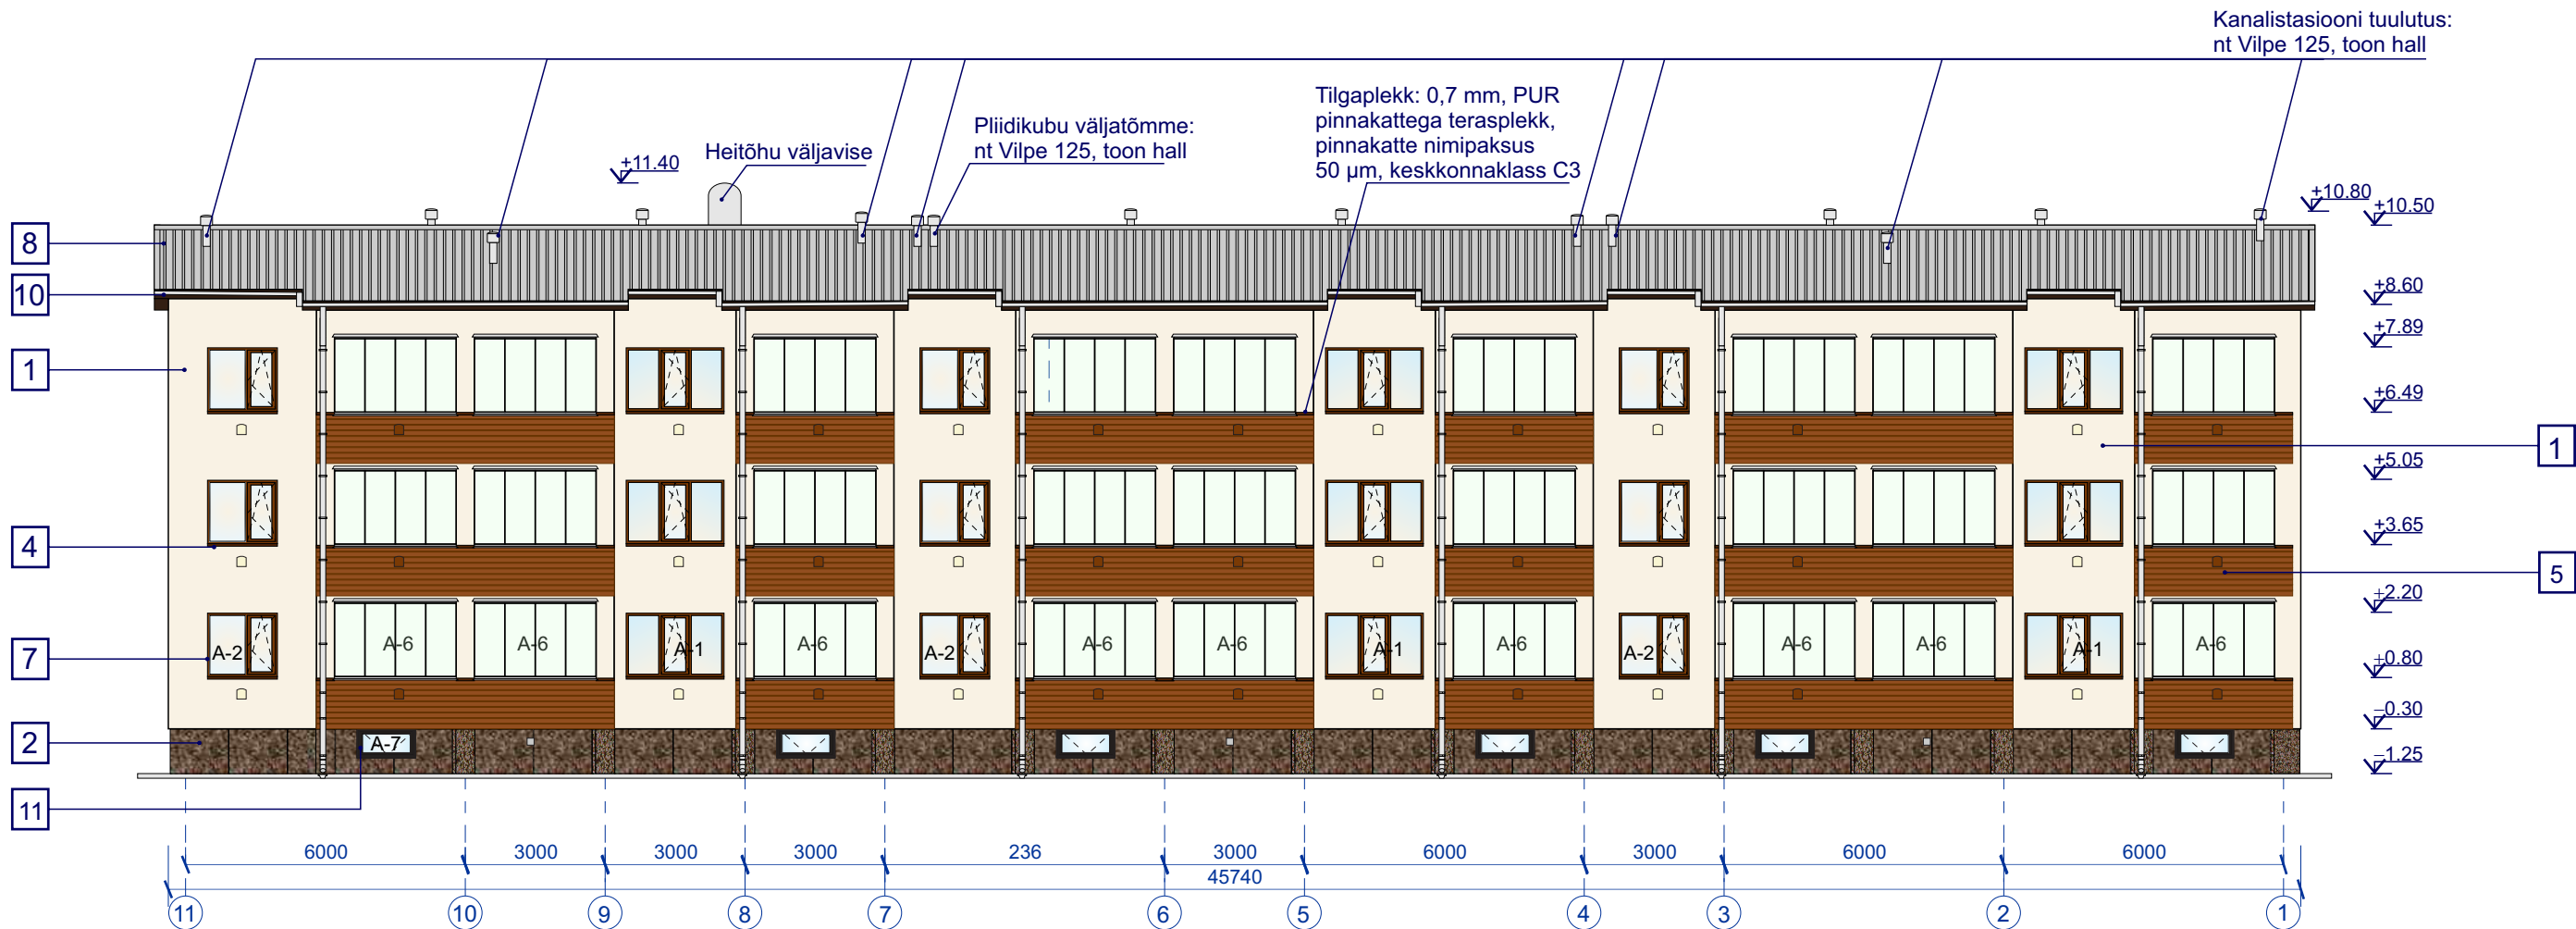 Kanalistasiooni tuulutus:
nt Vilpe 125, toon hall
Tilgaplekk: 0,7 mm, PUR
pinnakattega terasplekk,
pinnakatte nimipaksus
50 µm, keskkonnaklass C3
Pliidikubu väljatõmme:
nt Vilpe 125, toon hall
Heitõhu väljavise
+11.40
+10.80
+10.50
8
10
+8.60
+7.89
1
+6.49
1
+5.05
4
+3.65
5
+2.20
7
A-2
A-6
A-6
A-1
A-6
A-2
A-6
A-6
A-1
A-6
A-2
A-6
A-6
A-1
A-6
+0.80
−0.30
2
A-7
−1.25
11
6000
3000
3000
3000
236
3000
6000
3000
6000
6000
45740
11
10
9
8
7
6
5
4
3
2
1